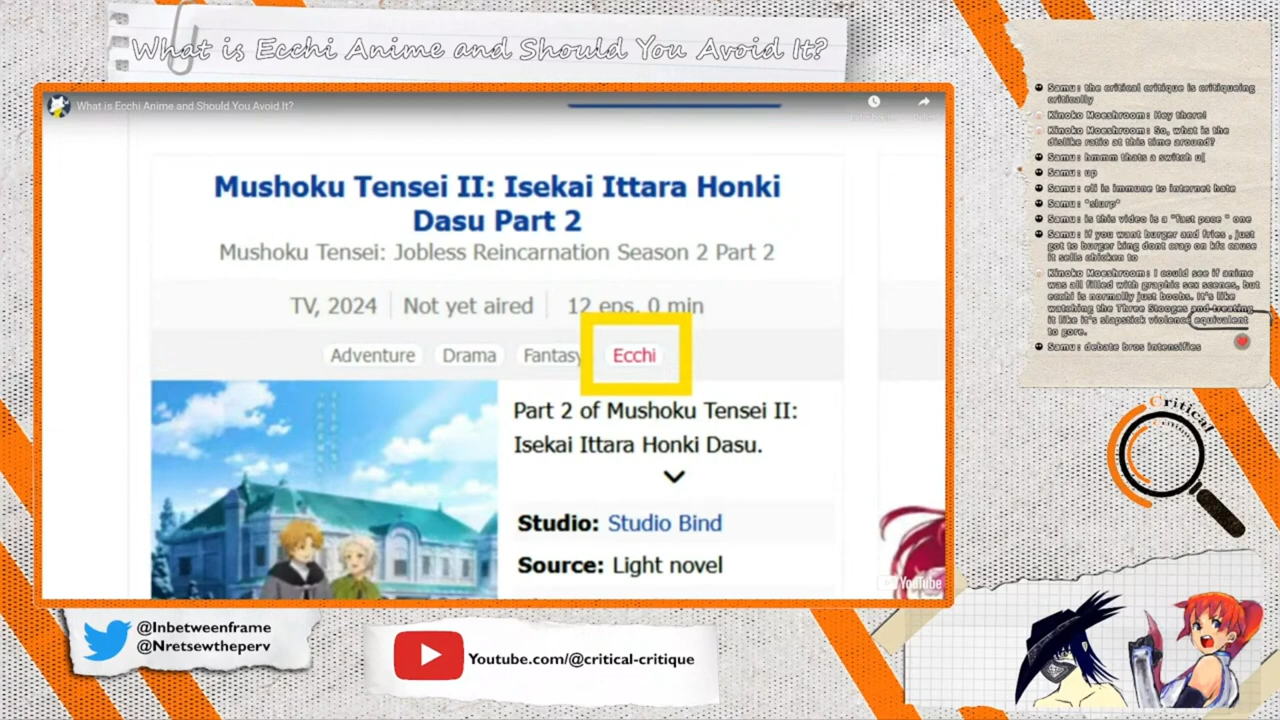 What is Ecchi Anime and Should You Avoid It?
What is Ecchi Anime and Should You Avoid It?
Mushoku Tensei II: Isekai Ittara Honki
Dasu Part 2
Mushoku Tensei: Jobless Reincarnation Season 2 Part 2
TV, 2024
Not yet aired
12 eps, 0 min
Adventure
Drama
Fantasy
Ecchi
Part 2 of Mushoku Tensei II:
Isekai Ittara Honki Dasu.
Studio: Studio Bind
Source: Light novel
YouTube
Samu: the critical critique is critiqueing
critically
Kinoko Moeshroom: Hey there!
Kinoko Moeshroom: So, what is the
dislike ratio at this time around?
Samu: hmmm thats a switch u[
Samu: up
Samu: eli is immune to internet hate
Samu: *slurp*
Samu: is this video is a "fast pace " one
Samu: if you want burger and fries , just
got to burger king dont crap on kfc cause
it sells chicken to
Kinoko Moeshroom: I could see if anime
was all filled with graphic sex scenes, but
ecchi is normally just boobs. It's like
watching the Three Stooges and treating
it like it's slapstick violence equivalent
to gore.
Samu: debate bros intensifies
Critical
@Inbetweenframe
@Nretsewtheperv
Youtube.com/@critical-critique